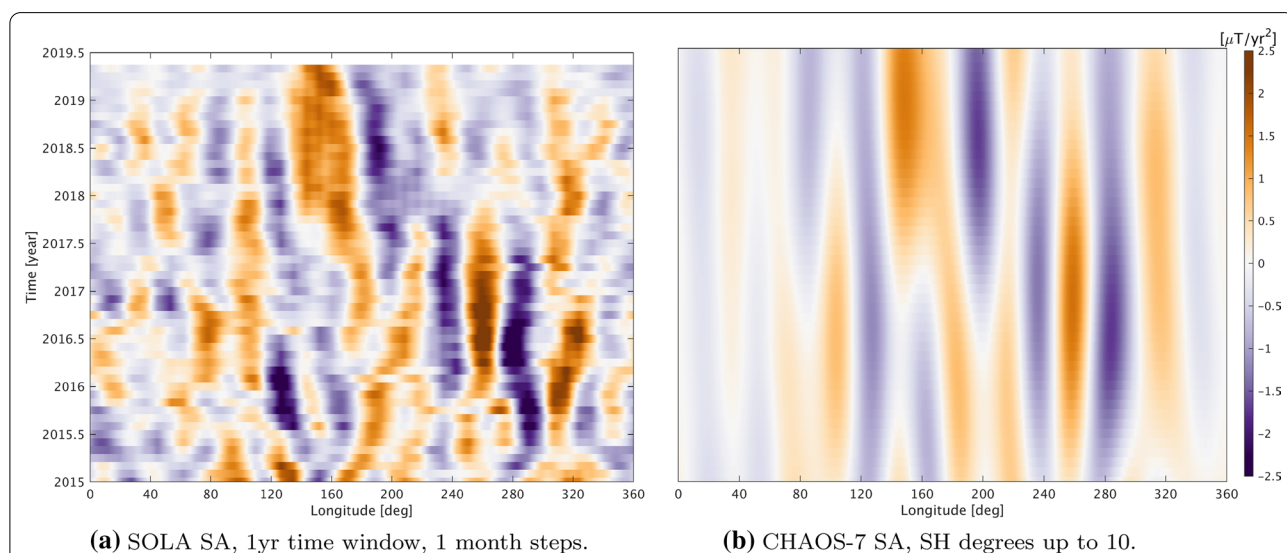 [μT/yr²]
2019.5
2019
2018.5
2018
2017.5
2017
2016.5
2016
2015.5
2015
Time [year]
0 40 80 120 160 200 240 280 320 360
Longitude [deg]
(a) SOLA SA, 1yr time window, 1 month steps.
0 40 80 120 160 200 240 280 320 360
Longitude [deg]
(b) CHAOS-7 SA, SH degrees up to 10.
2.5
2
1.5
1
0.5
0
−0.5
−1
−1.5
−2
−2.5